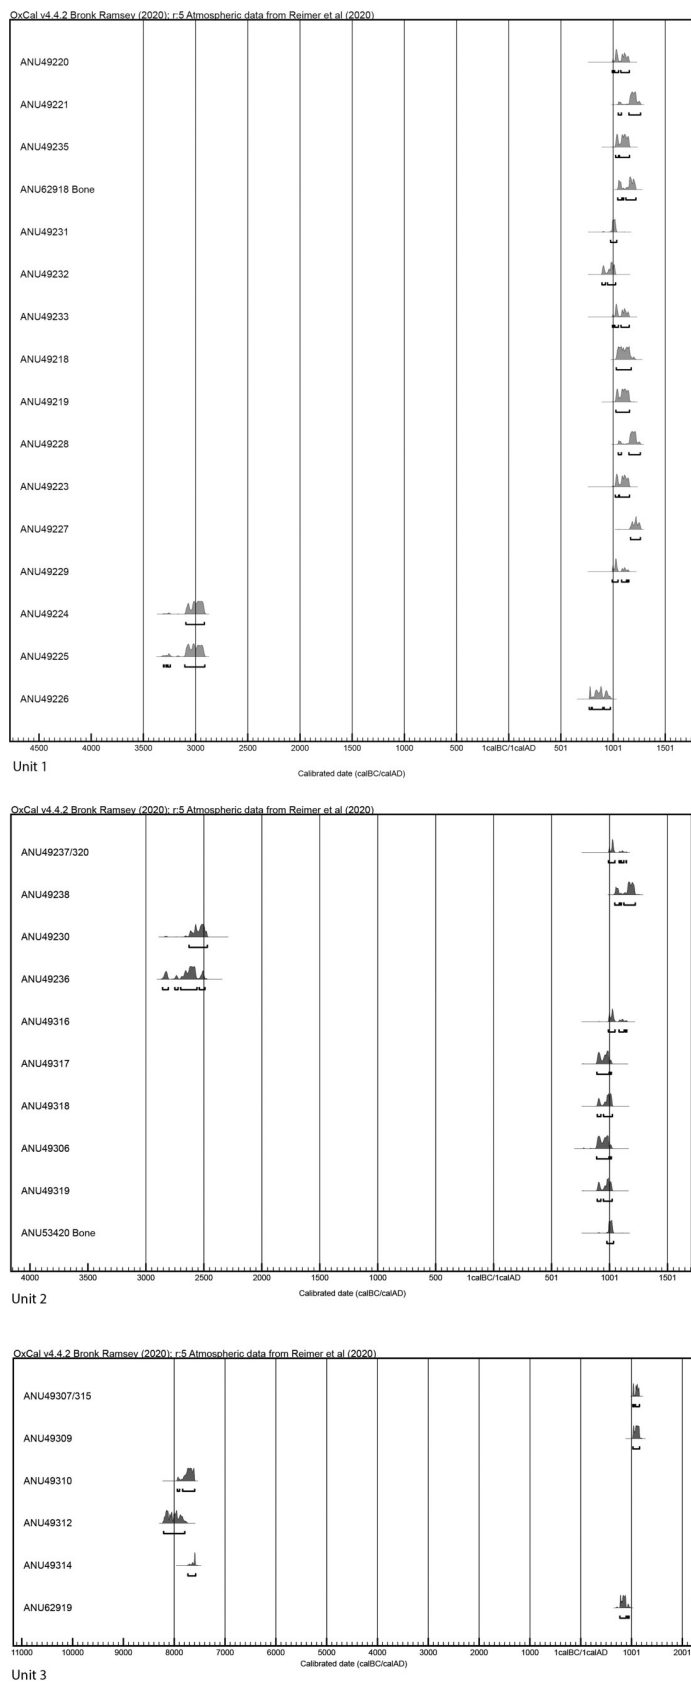 OxCal v4.4.2 Bronk Ramsey (2020); r:5 Atmospheric data from Reimer et al (2020)
ANU49220
ANU49221
ANU49235
ANU62918 Bone
ANU49231
ANU49232
ANU49233
ANU49218
ANU49219
ANU49228
ANU49223
ANU49227
ANU49229
ANU49224
ANU49225
ANU49226
4500 4000 3500 3000 2500 2000 1500 1000 500 1calBC/1calAD 501 1001 1501
Unit 1
Calibrated date (calBC/calAD)
OxCal v4.4.2 Bronk Ramsey (2020); r:5 Atmospheric data from Reimer et al (2020)
ANU49237/320
ANU49238
ANU49230
ANU49236
ANU49316
ANU49317
ANU49318
ANU49306
ANU49319
ANU53420 Bone
4000 3500 3000 2500 2000 1500 1000 500 1calBC/1calAD 501 1001 1501
Calibrated date (calBC/calAD)
Unit 2
OxCal v4.4.2 Bronk Ramsey (2020); r:5 Atmospheric data from Reimer et al (2020)
ANU49307/315
ANU49309
ANU49310
ANU49312
ANU49314
ANU62919
11000 10000 9000 8000 7000 6000 5000 4000 3000 2000 1000 1calBC/1calAD 1001 2001
Calibrated date (calBC/calAD)
Unit 3